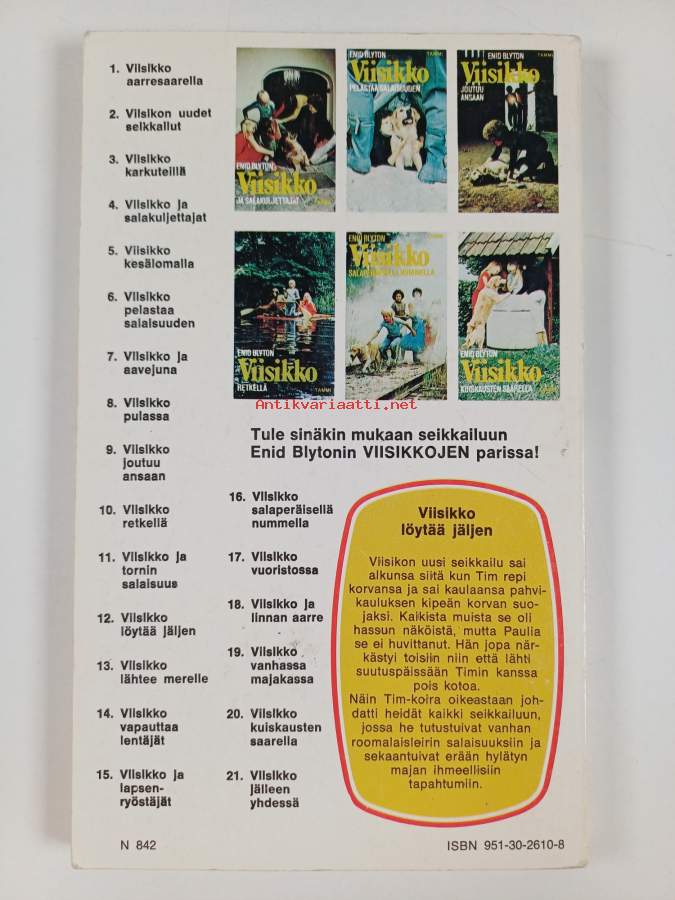 1. Viisikko
aarresaarella
2. Viisikon uudet
seikkailut
3. Viisikko
karkuteillä
4. Viisikko ja
salakuljettajat
5. Viisikko
kesälomalla
6. Viisikko
pelastaa
salaisuuden
7. Viisikko ja
aavejuna
8. Viisikko
pulassa
9. Viisikko
joutuu
ansaan
10. Viisikko
retkellä
11. Viisikko ja
tornin
salaisuus
12. Viisikko
löytää jäljen
13. Viisikko
lähtee merelle
14. Viisikko
vapauttaa
lentäjät
15. Viisikko ja
lapsen-
ryöstäjät
16. Viisikko
salaperäisellä
nummella
17. Viisikko
vuoristossa
18. Viisikko ja
linnan aarre
19. Viisikko
vanhassa
majakassa
20. Viisikko
kuiskausten
saarella
21. Viisikko
jälleen
yhdessä
ENID BLYTON
Viisikko
JA SALAKULJETTAJAT
ENID BLYTON TAMMI
Viisikko
PELASTAA SALAISUUDEN
ENID BLYTON TAMMI
Viisikko
JOUTUU
ANSAAN
ENID BLYTON
Viisikko
RETKELLÄ TAMMI
ENID BLYTON
Viisikko
SALAPERÄISELLÄ NUMMELLA
ENID BLYTON
Viisikko
KUISKAUSTEN SAARELLA
Antikvariaatti.net
Tule sinäkin mukaan seikkailuun
Enid Blytonin VIISIKKOJEN parissa!
Viisikko
löytää jäljen
Viisikon uusi seikkailu sai
alkunsa siitä kun Tim repi
korvansa ja sai kaulaansa pahvi-
kauluksen kipeän korvan suo-
jaksi. Kaikista muista se oli
hassun näköistä, mutta Paulia
se ei huvittanut. Hän jopa när-
kästyi toisiin niin että lähti
suutuspäissään Timin kanssa
pois kotoa.
Näin Tim-koira oikeastaan joh-
datti heidät kaikki seikkailuun,
jossa he tutustuivat vanhan
roomalaisleirin salaisuuksiin ja
sekaantuivat erään hylätyn
majan ihmeellisiin
tapahtumiin.
N 842
ISBN 951-30-2610-8